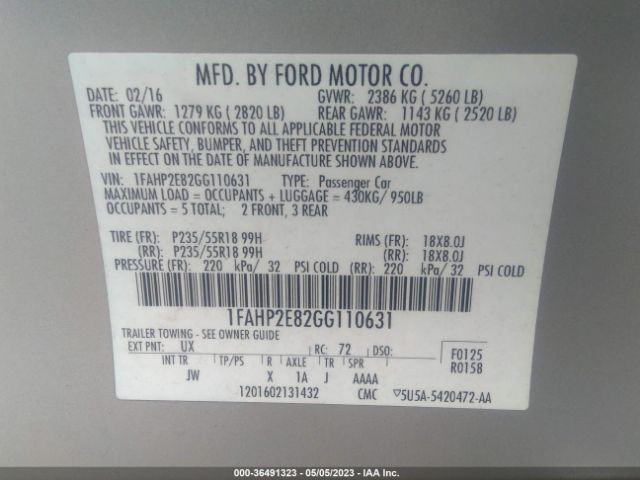 MFD. BY FORD MOTOR CO.
DATE: 02/16 GVWR: 2386 KG ( 5260 LB)
FRONT GAWR: 1279 KG ( 2820 LB) REAR GAWR: 1143 KG ( 2520 LB)
THIS VEHICLE CONFORMS TO ALL APPLICABLE FEDERAL MOTOR
VEHICLE SAFETY, BUMPER, AND THEFT PREVENTION STANDARDS
IN EFFECT ON THE DATE OF MANUFACTURE SHOWN ABOVE.
VIN: 1FAHP2E82GG110631 TYPE: Passenger Car
MAXIMUM LOAD = OCCUPANTS + LUGGAGE = 430KG/ 950LB
OCCUPANTS = 5 TOTAL; 2 FRONT, 3 REAR
TIRE (FR): P235/55R18 99H RIMS (FR): 18X8.0J
(RR): P235/55R18 99H (RR): 18X8.0J
PRESSURE (FR): 220 kPa/ 32 PSI COLD (RR): 220 kPa/ 32 PSI COLD
1FAHP2E82GG110631
TRAILER TOWING - SEE OWNER GUIDE
EXT PNT: UX RC: 72 DSO: F0125
INT TR TP/PS R AXLE TR SPR R0158
JW X 1A J AAAA
1201602131432 CMC ▽5U5A-5420472-AA
000-36491323 - 05/05/2023 - IAA Inc.